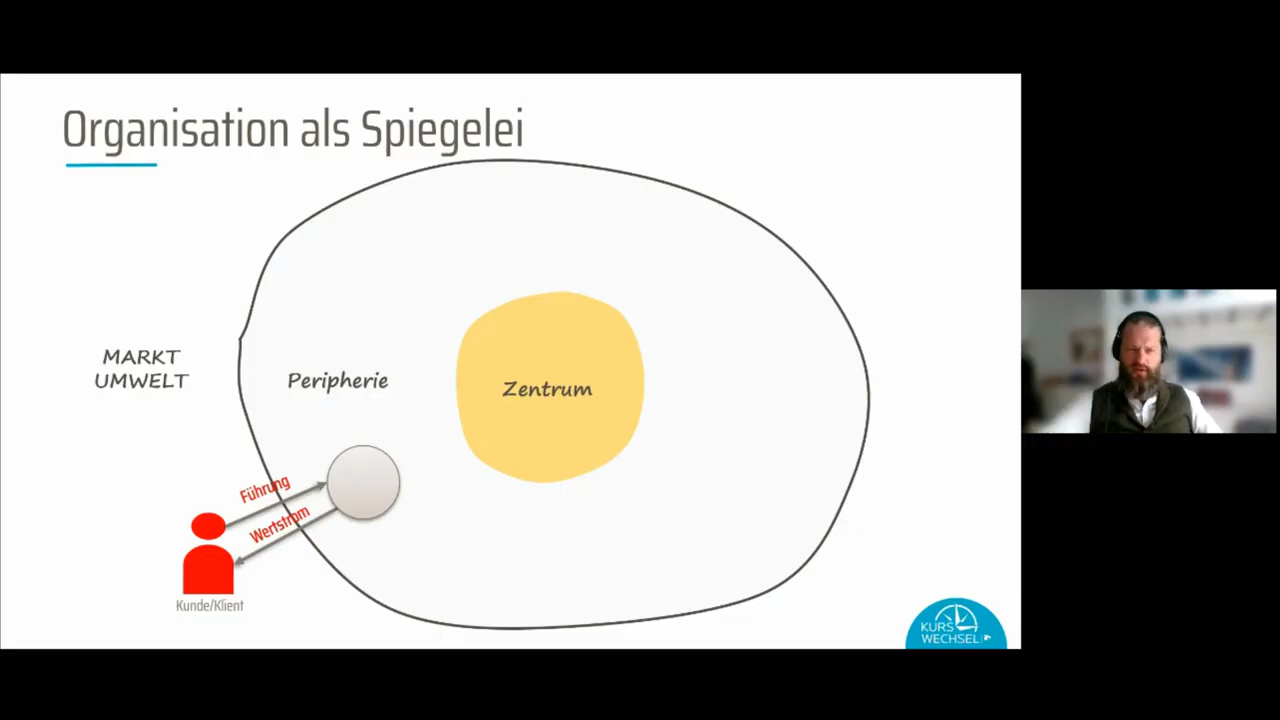 Organisation als Spiegelei
MARKT
UMWELT
Peripherie
Zentrum
Führung
Wertstrom
Kunde/Klient
KURS
WECHSEL